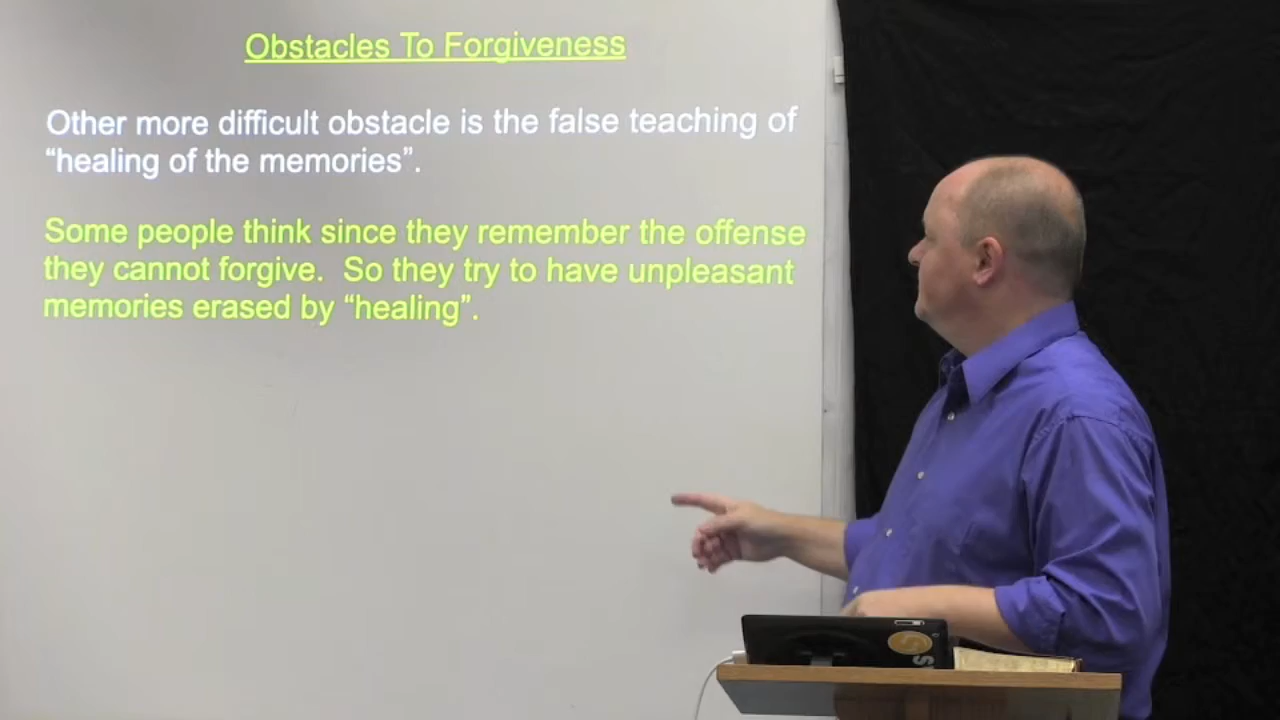 Obstacles To Forgiveness
Other more difficult obstacle is the false teaching of
“healing of the memories”.
Some people think since they remember the offense
they cannot forgive.  So they try to have unpleasant
memories erased by “healing”.